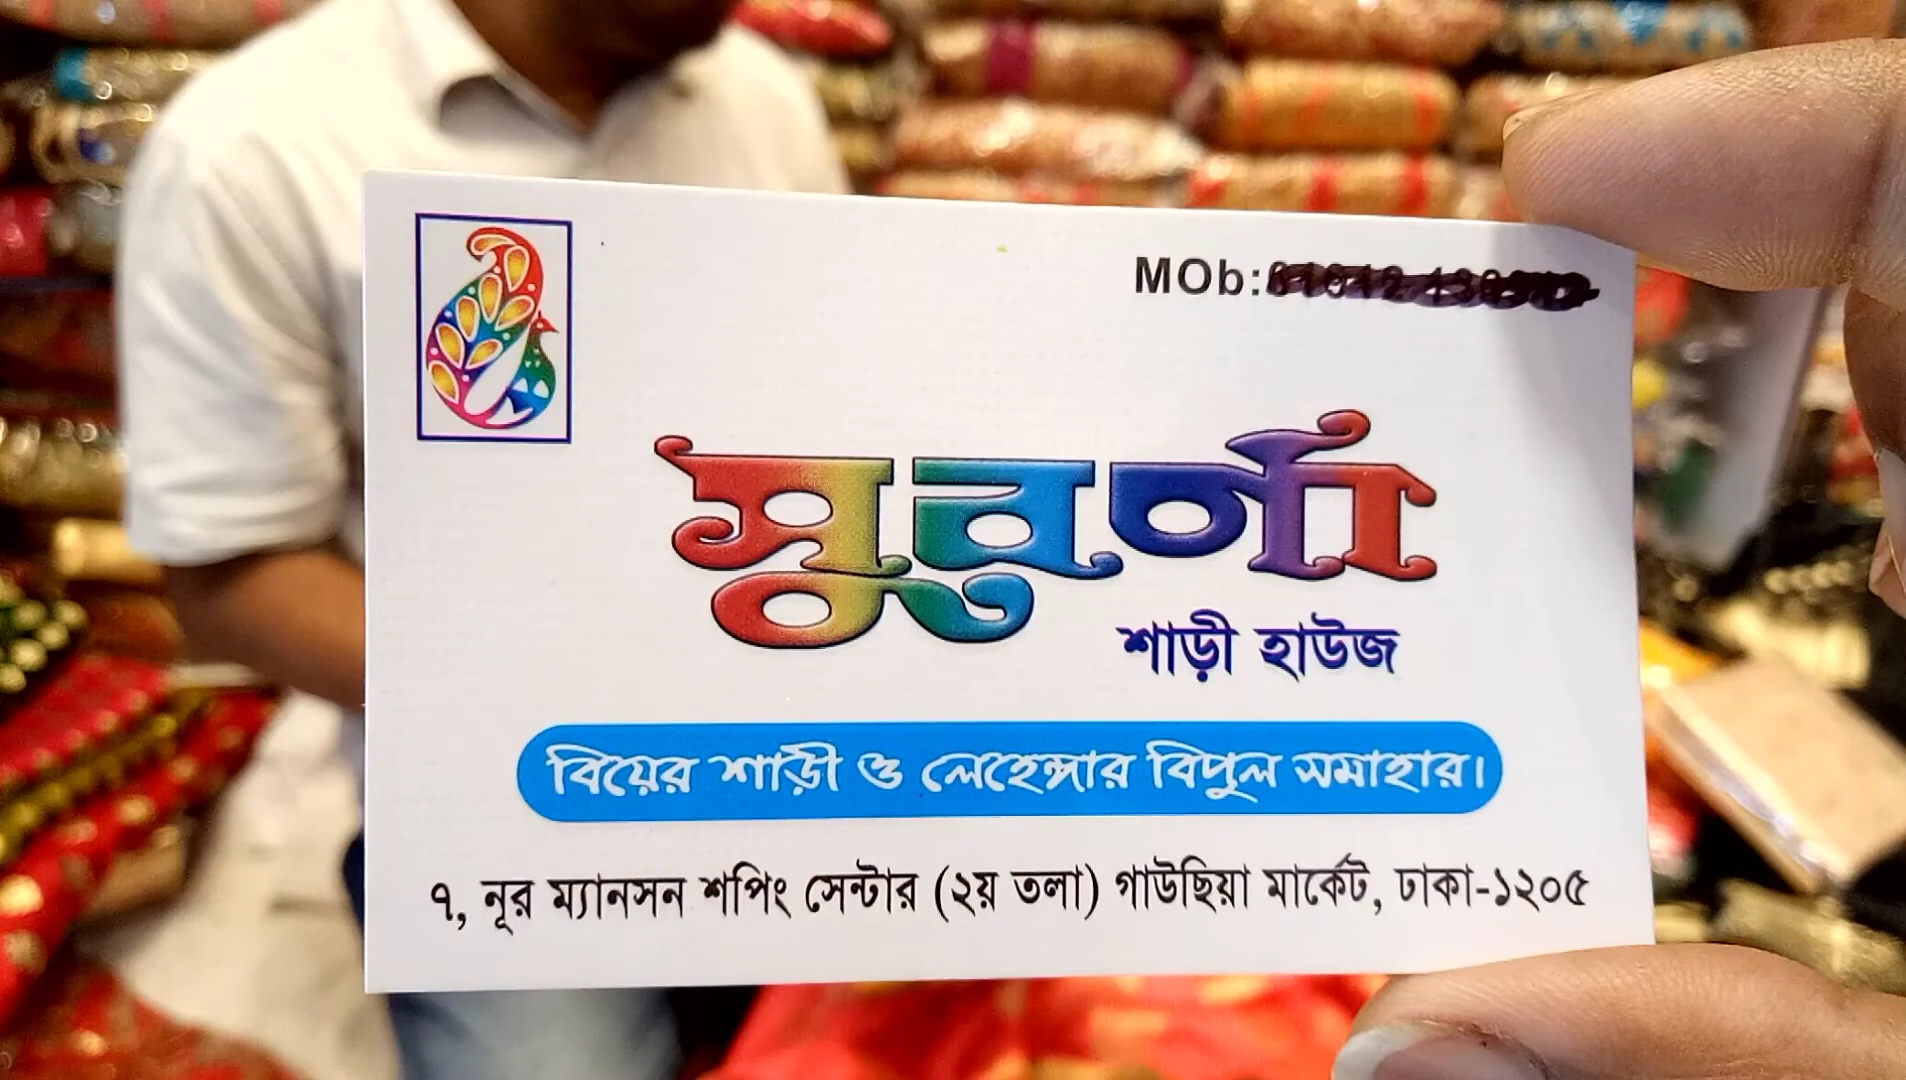 MOb:
সুবর্ণা
শাড়ী হাউজ
বিয়ের শাড়ী ও লেহেঙ্গার বিপুল সমাহার।
৭, নূর ম্যানসন শপিং সেন্টার (২য় তলা) গাউছিয়া মার্কেট, ঢাকা-১২০৫